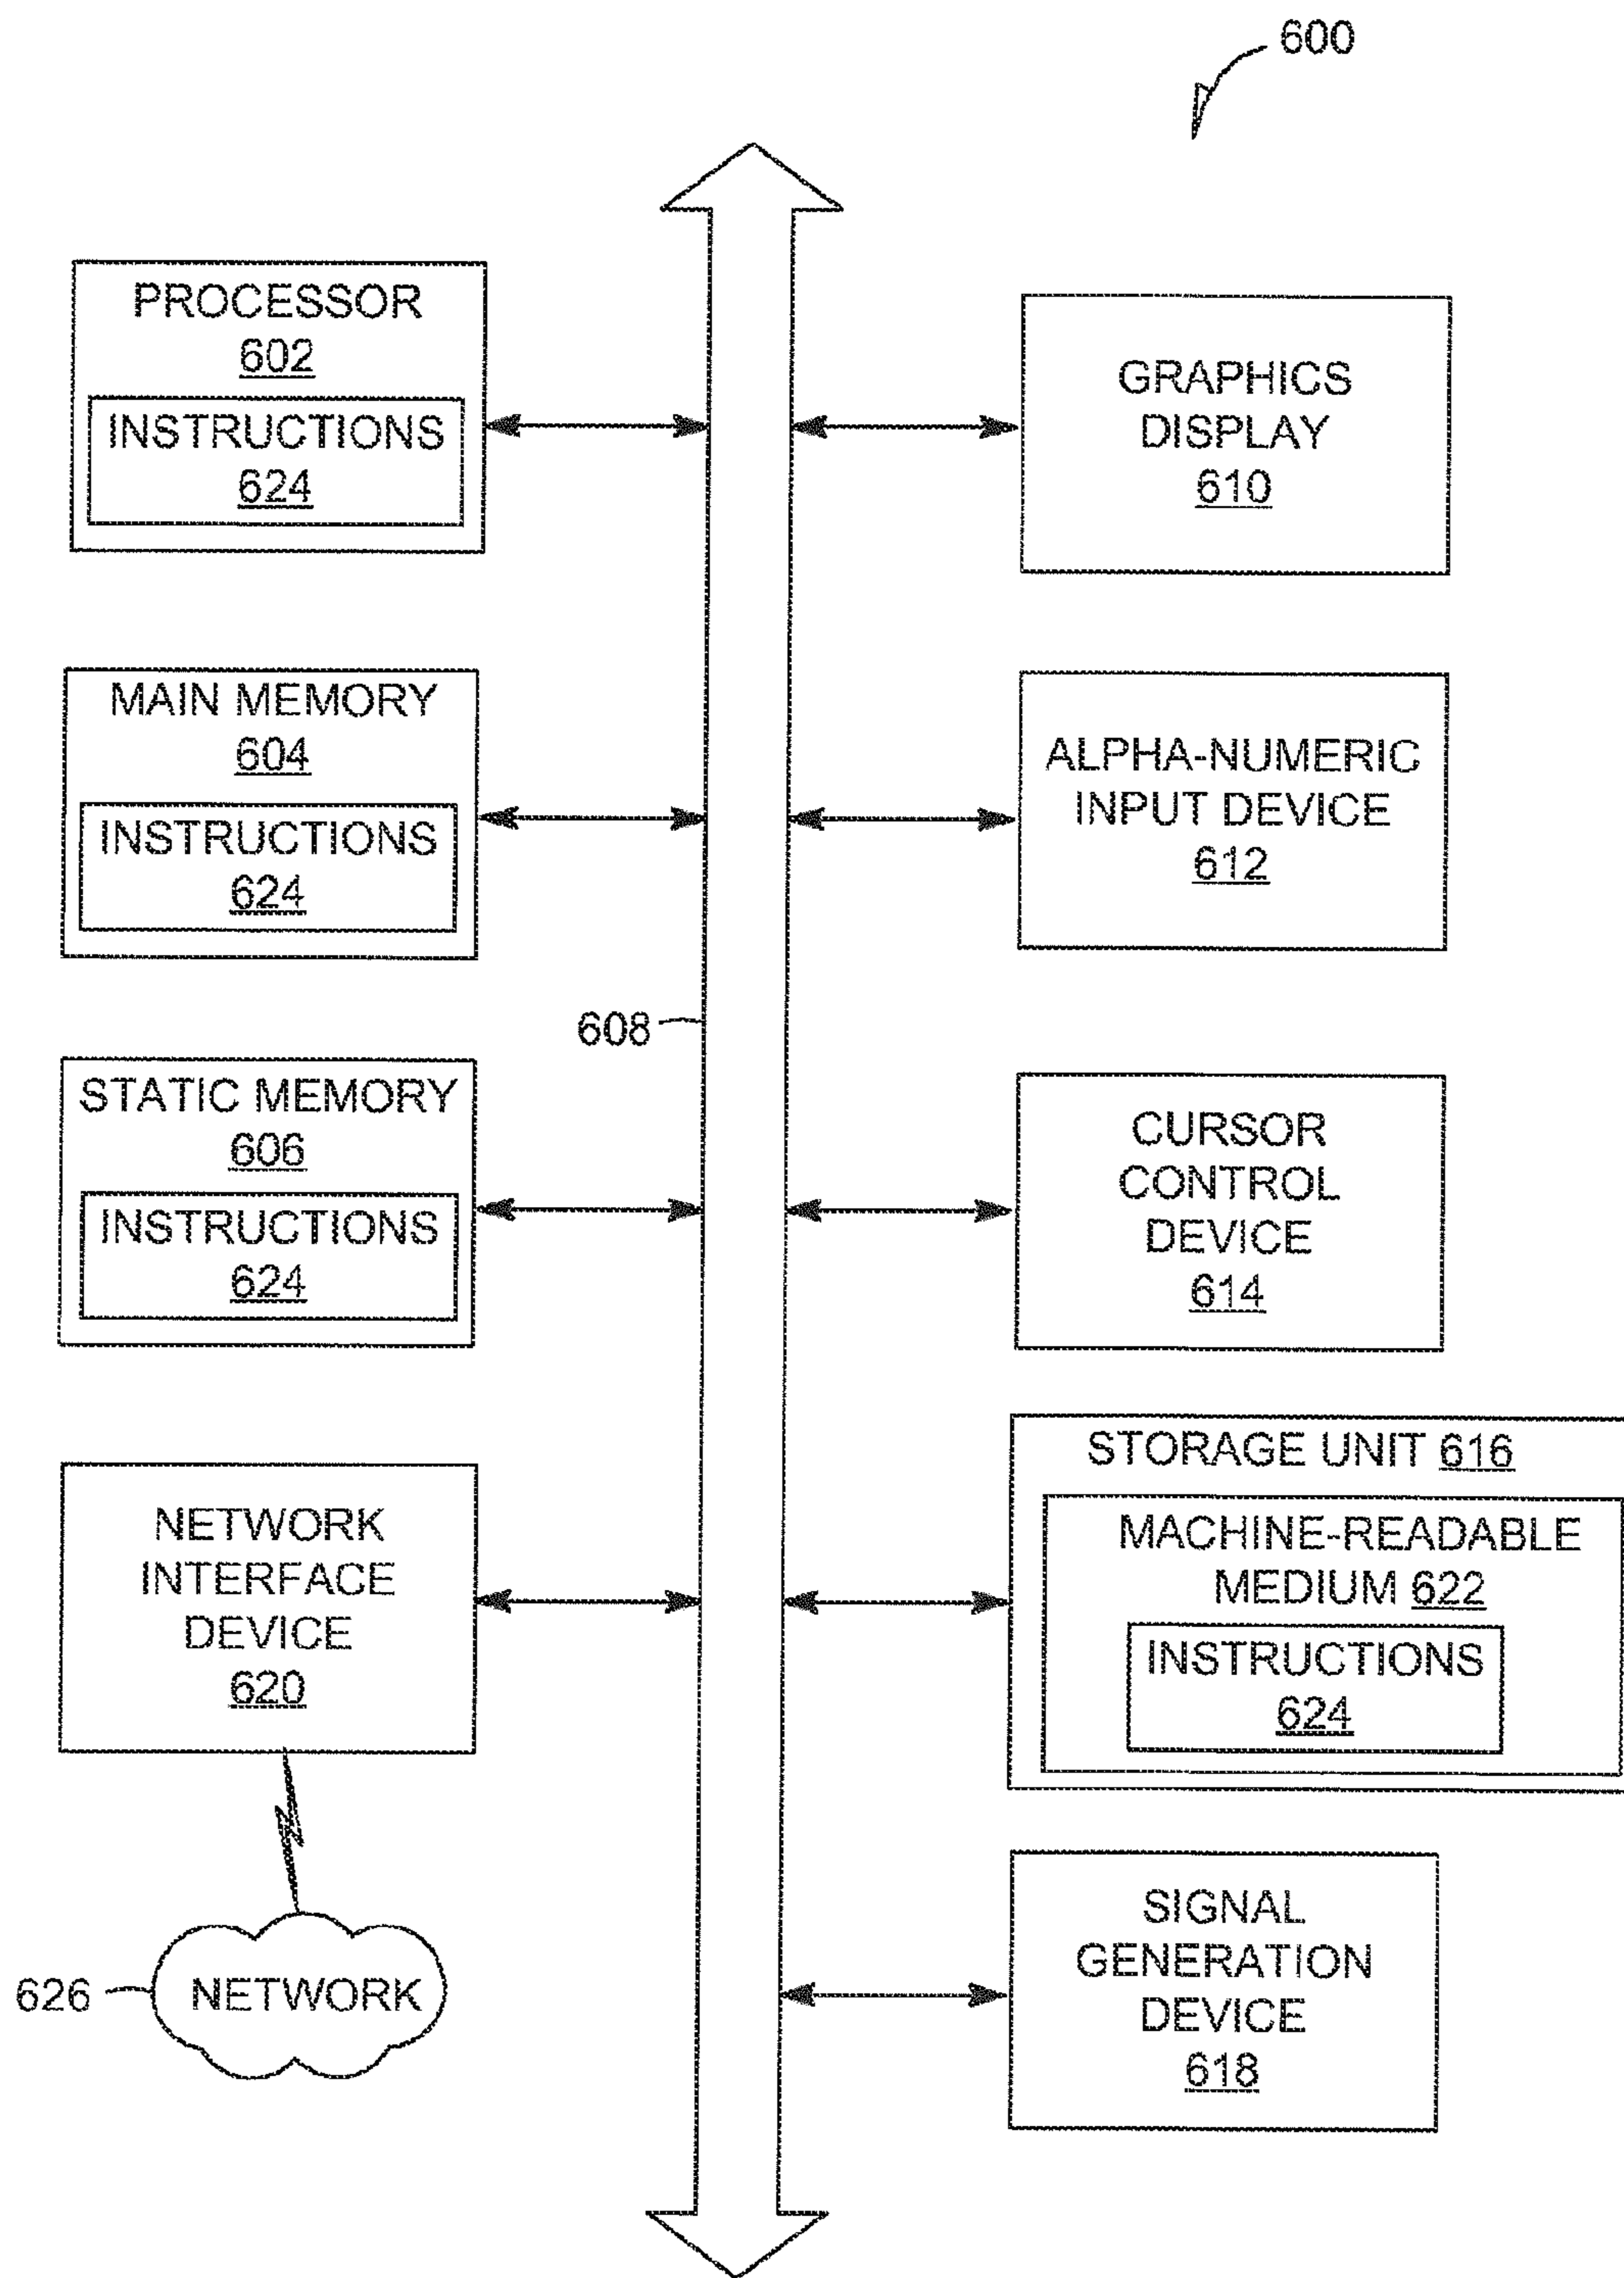 600
PROCESSOR
602
INSTRUCTIONS
624
MAIN MEMORY
604
INSTRUCTIONS
624
608
STATIC MEMORY
606
INSTRUCTIONS
624
NETWORK
INTERFACE
DEVICE
620
626
NETWORK
GRAPHICS
DISPLAY
610
ALPHA-NUMERIC
INPUT DEVICE
612
CURSOR
CONTROL
DEVICE
614
STORAGE UNIT 616
MACHINE-READABLE
MEDIUM 622
INSTRUCTIONS
624
SIGNAL
GENERATION
DEVICE
618